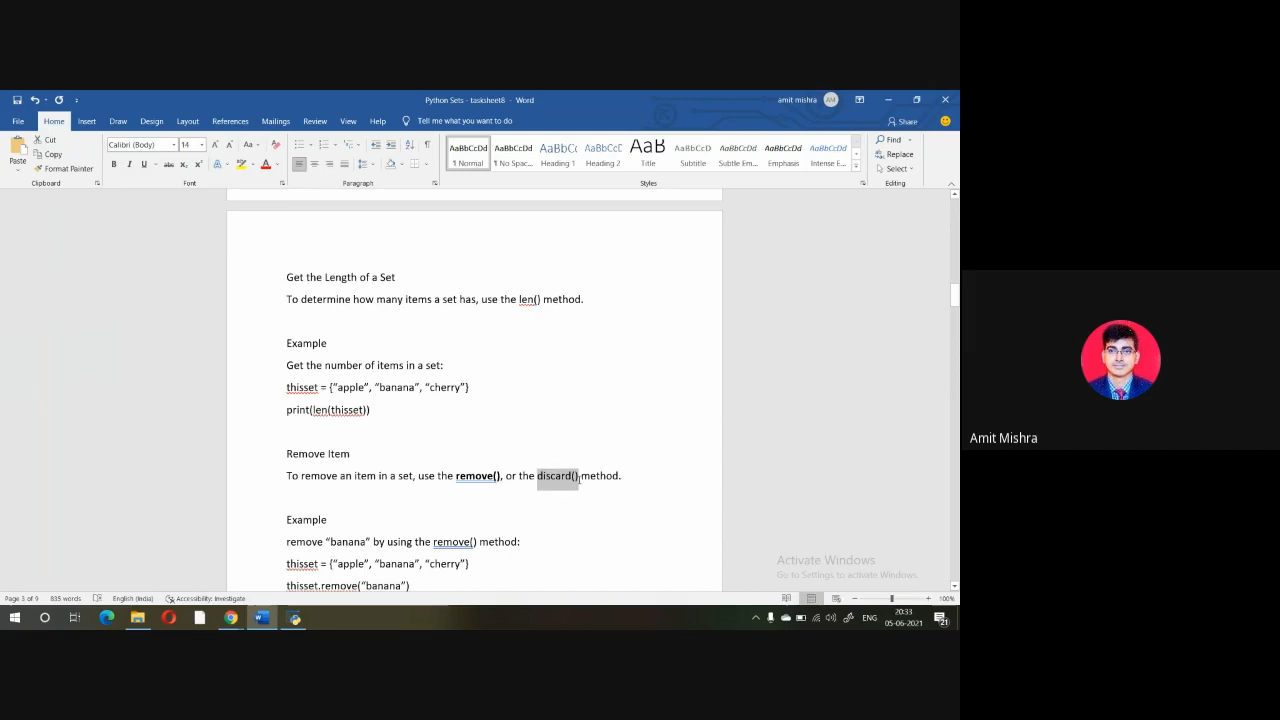 Python Sets - tasksheet8 - Word
amit mishra
AM
File Home Insert Draw Design Layout References Mailings Review View Help Tell me what you want to do
Share
Paste
Cut
Copy
Format Painter
Clipboard
Calibri (Body) 14
Font
Paragraph
AaBbCcDd AaBbCcDd AaBbC( AaBbCcC AaB AaBbCcD AaBbCcDd AaBbCcDd AaBbCcDd
¶ Normal ¶ No Spac... Heading 1 Heading 2 Title Subtitle Subtle Em... Emphasis Intense E...
Styles
Find
Replace
Select
Editing
Get the Length of a Set
To determine how many items a set has, use the len() method.
Example
Get the number of items in a set:
thisset = {“apple”, “banana”, “cherry”}
print(len(thisset))
Remove Item
To remove an item in a set, use the remove(), or the discard() method.
Example
remove “banana” by using the remove() method:
thisset = {“apple”, “banana”, “cherry”}
thisset.remove(“banana”)
Activate Windows
Go to Settings to activate Windows.
Page 3 of 9 835 words English (India) Accessibility: Investigate
100%
ENG
20:33
05-06-2021
21
Amit Mishra